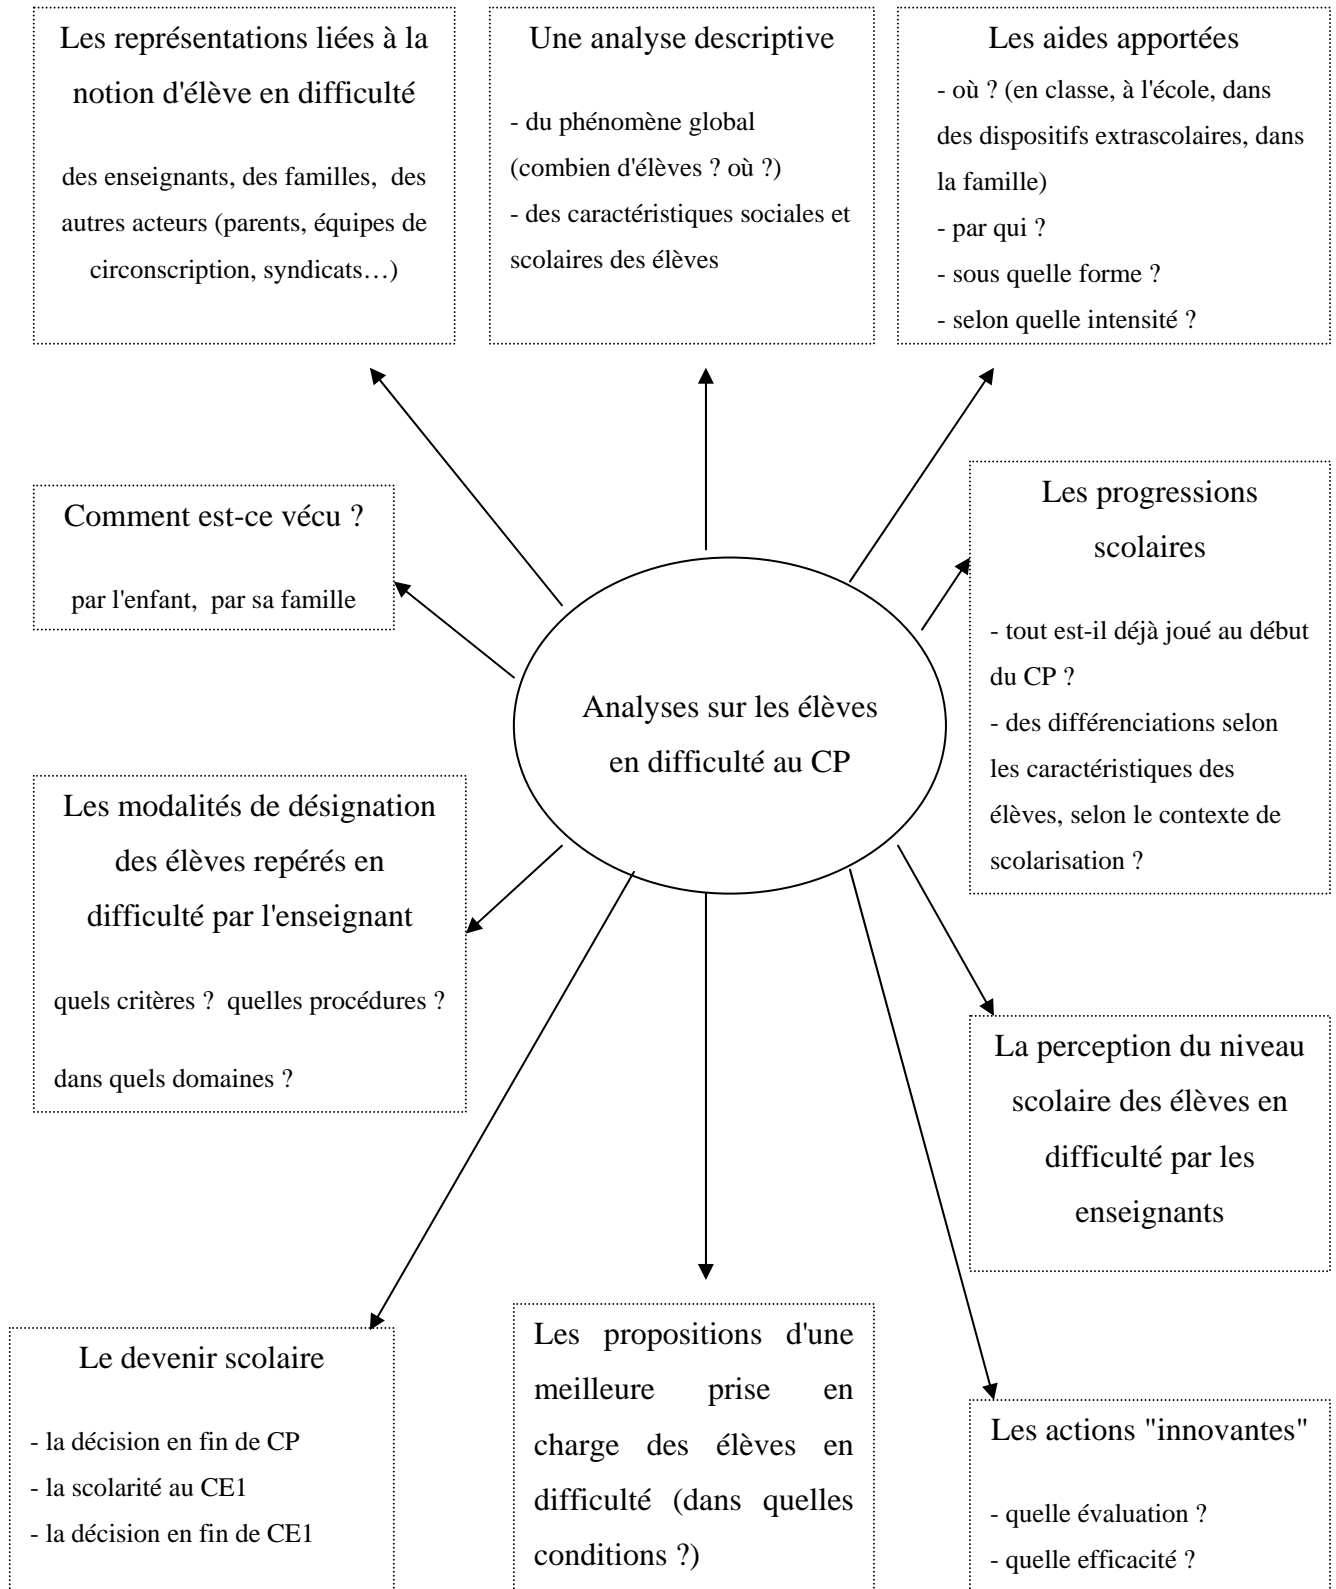 Les représentations liées à la
notion d'élève en difficulté
des enseignants, des familles,  des
autres acteurs (parents, équipes de
circonscription, syndicats…)
Une analyse descriptive
- du phénomène global
(combien d'élèves ? où ?)
- des caractéristiques sociales et
scolaires des élèves
Les aides apportées
- où ? (en classe, à l'école, dans
des dispositifs extrascolaires, dans
la famille)
- par qui ?
- sous quelle forme ?
- selon quelle intensité ?
Comment est-ce vécu ?
par l'enfant,  par sa famille
Les progressions
scolaires
- tout est-il déjà joué au début
du CP ?
- des différenciations selon
les caractéristiques des
élèves, selon le contexte de
scolarisation ?
Analyses sur les élèves
en difficulté au CP
Les modalités de désignation
des élèves repérés en
difficulté par l'enseignant
quels critères ?  quelles procédures ?
dans quels domaines ?
La perception du niveau
scolaire des élèves en
difficulté par les
enseignants
Le devenir scolaire
- la décision en fin de CP
- la scolarité au CE1
- la décision en fin de CE1
Les propositions d'une
meilleure prise en
charge des élèves en
difficulté (dans quelles
conditions ?)
Les actions "innovantes"
- quelle évaluation ?
- quelle efficacité ?